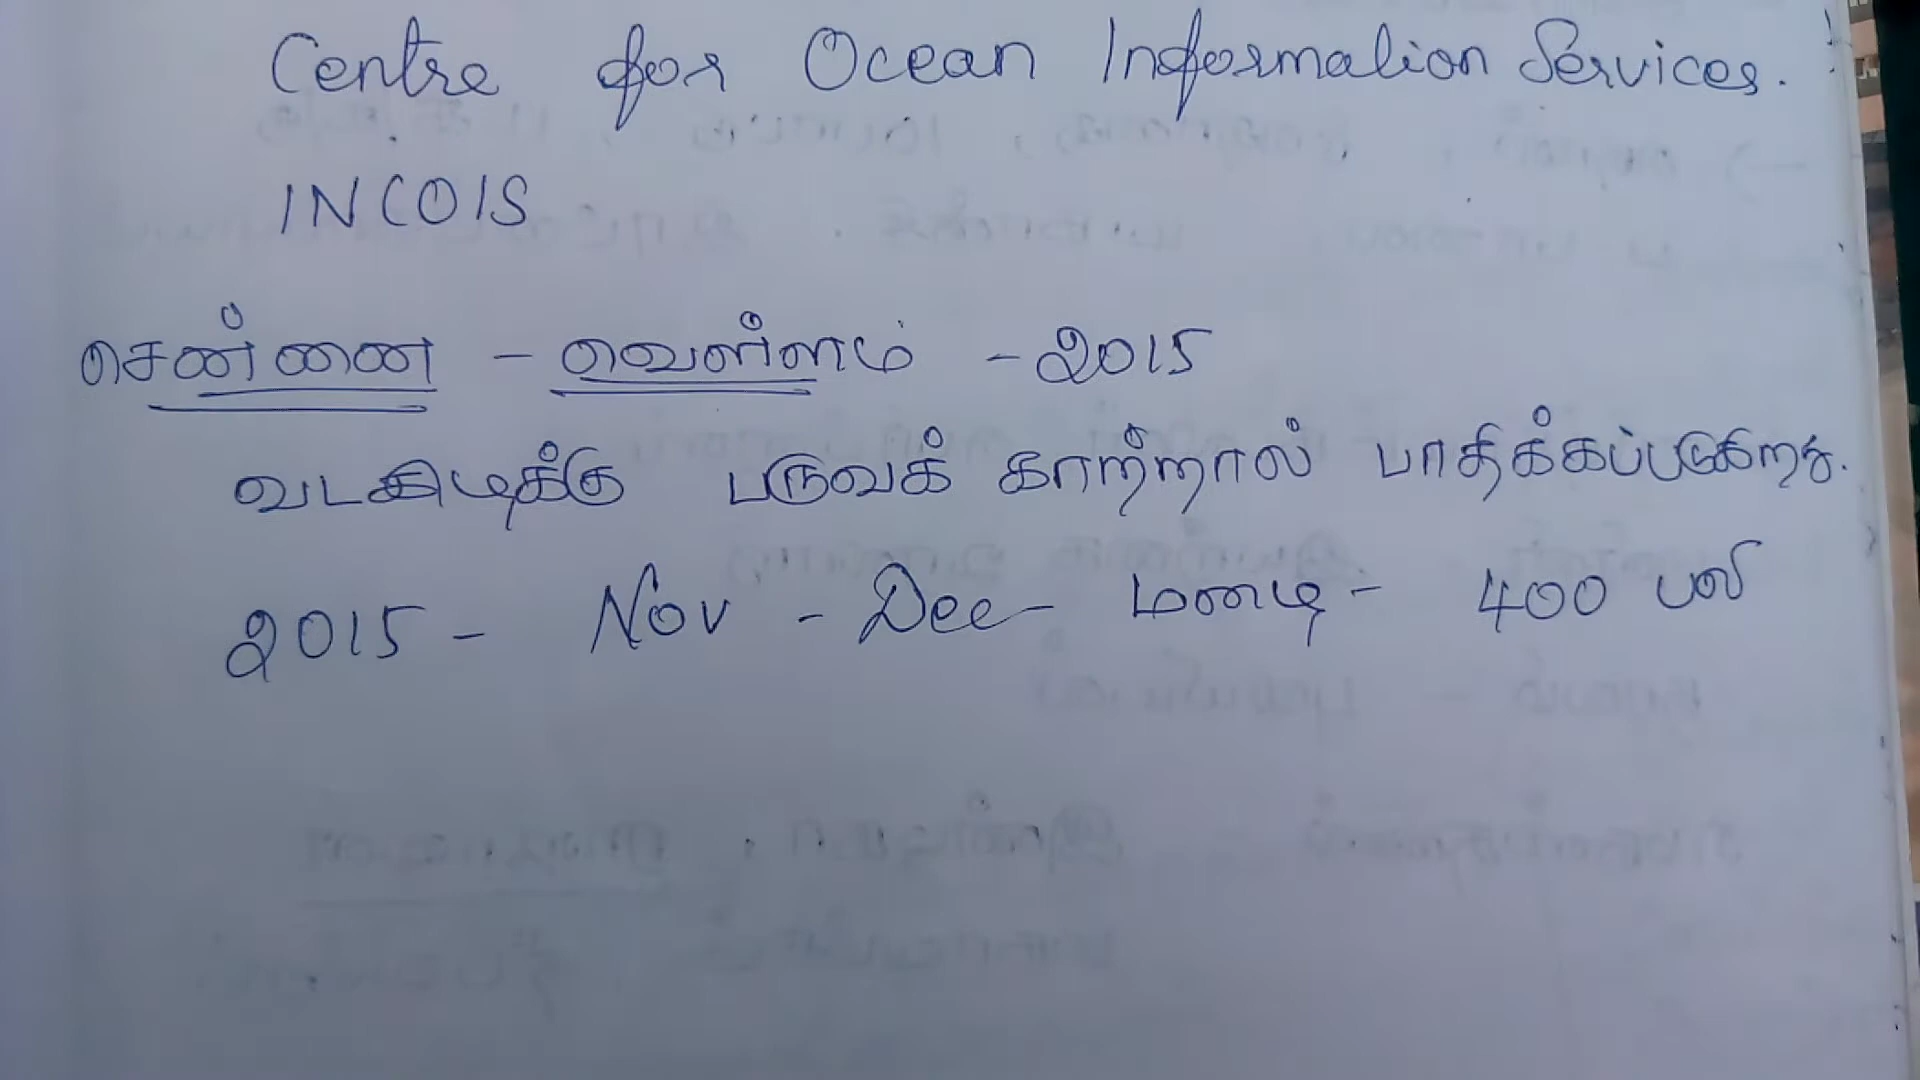 Centre for Ocean Information Services.
INCOIS
சென்னை - வெள்ளம் - 2015
வடகிழக்கு பருவக் காற்றால் பாதிக்கப்படுகிறது.
2015 - Nov - Dec - மழை - 400 பலி